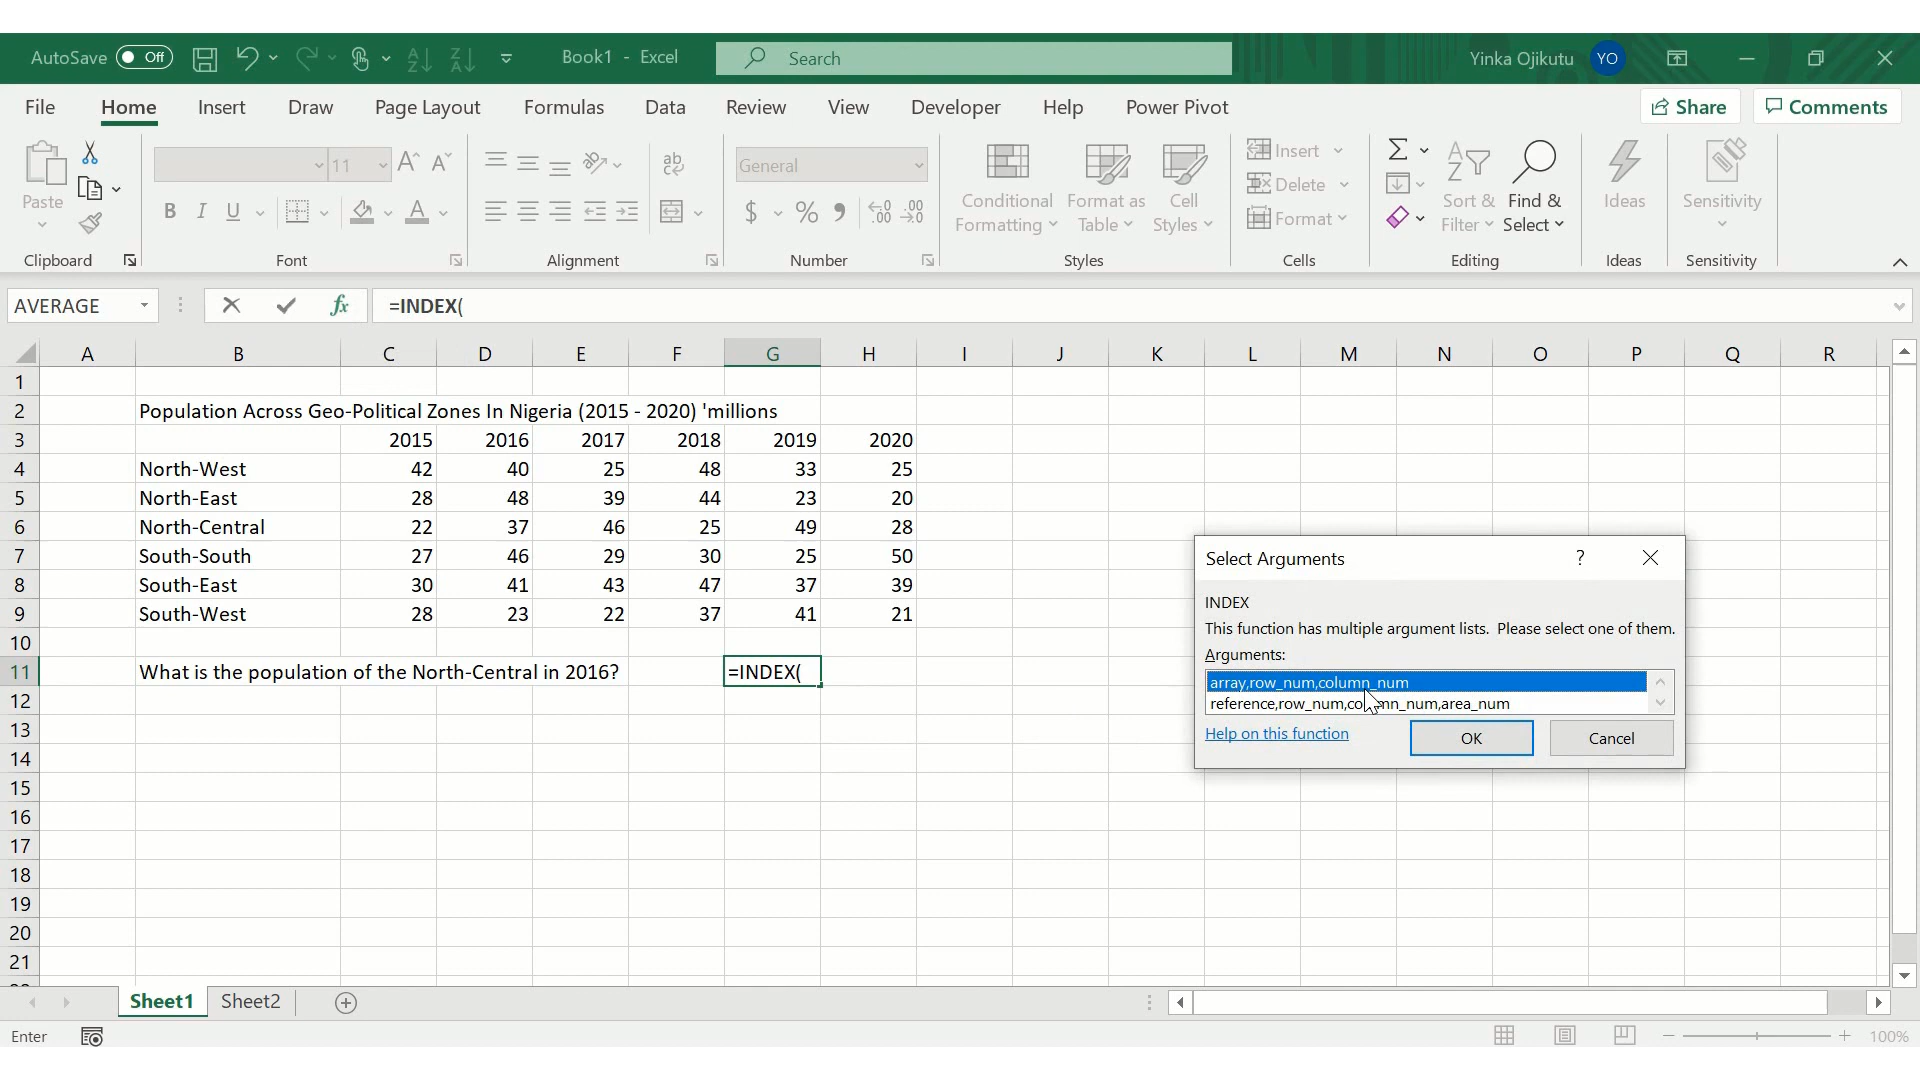 AutoSave Off Book1 - Excel Search Yinka Ojikutu YO
File Home Insert Draw Page Layout Formulas Data Review View Developer Help Power Pivot Share Comments
Paste 11 General Conditional Formatting Format as Table Cell Styles Insert Delete Format Sort & Filter Find & Select Ideas Sensitivity
Clipboard Font Alignment Number Styles Cells Editing Ideas Sensitivity
AVERAGE fx =INDEX(
A B C D E F G H I J K L M N O P Q R
1
2 Population Across Geo-Political Zones In Nigeria (2015 - 2020) 'millions
3 2015 2016 2017 2018 2019 2020
4 North-West 42 40 25 48 33 25
5 North-East 28 48 39 44 23 20
6 North-Central 22 37 46 25 49 28
7 South-South 27 46 29 30 25 50
8 South-East 30 41 43 47 37 39
9 South-West 28 23 22 37 41 21
10
11 What is the population of the North-Central in 2016? =INDEX(
12
13
14
15
16
17
18
19
20
21
Select Arguments ?
INDEX
This function has multiple argument lists. Please select one of them.
Arguments:
array,row_num,column_num
reference,row_num,column_num,area_num
Help on this function OK Cancel
Sheet1 Sheet2
Enter 100%